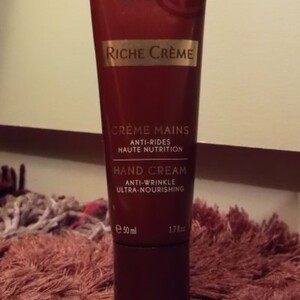 RICHE CRÈME
CRÈME MAINS
ANTI-RIDES
HAUTE NUTRITION
HAND CREAM
ANTI-WRINKLE
ULTRA-NOURISHING
℮ 50 ml 1,7 fl.oz.